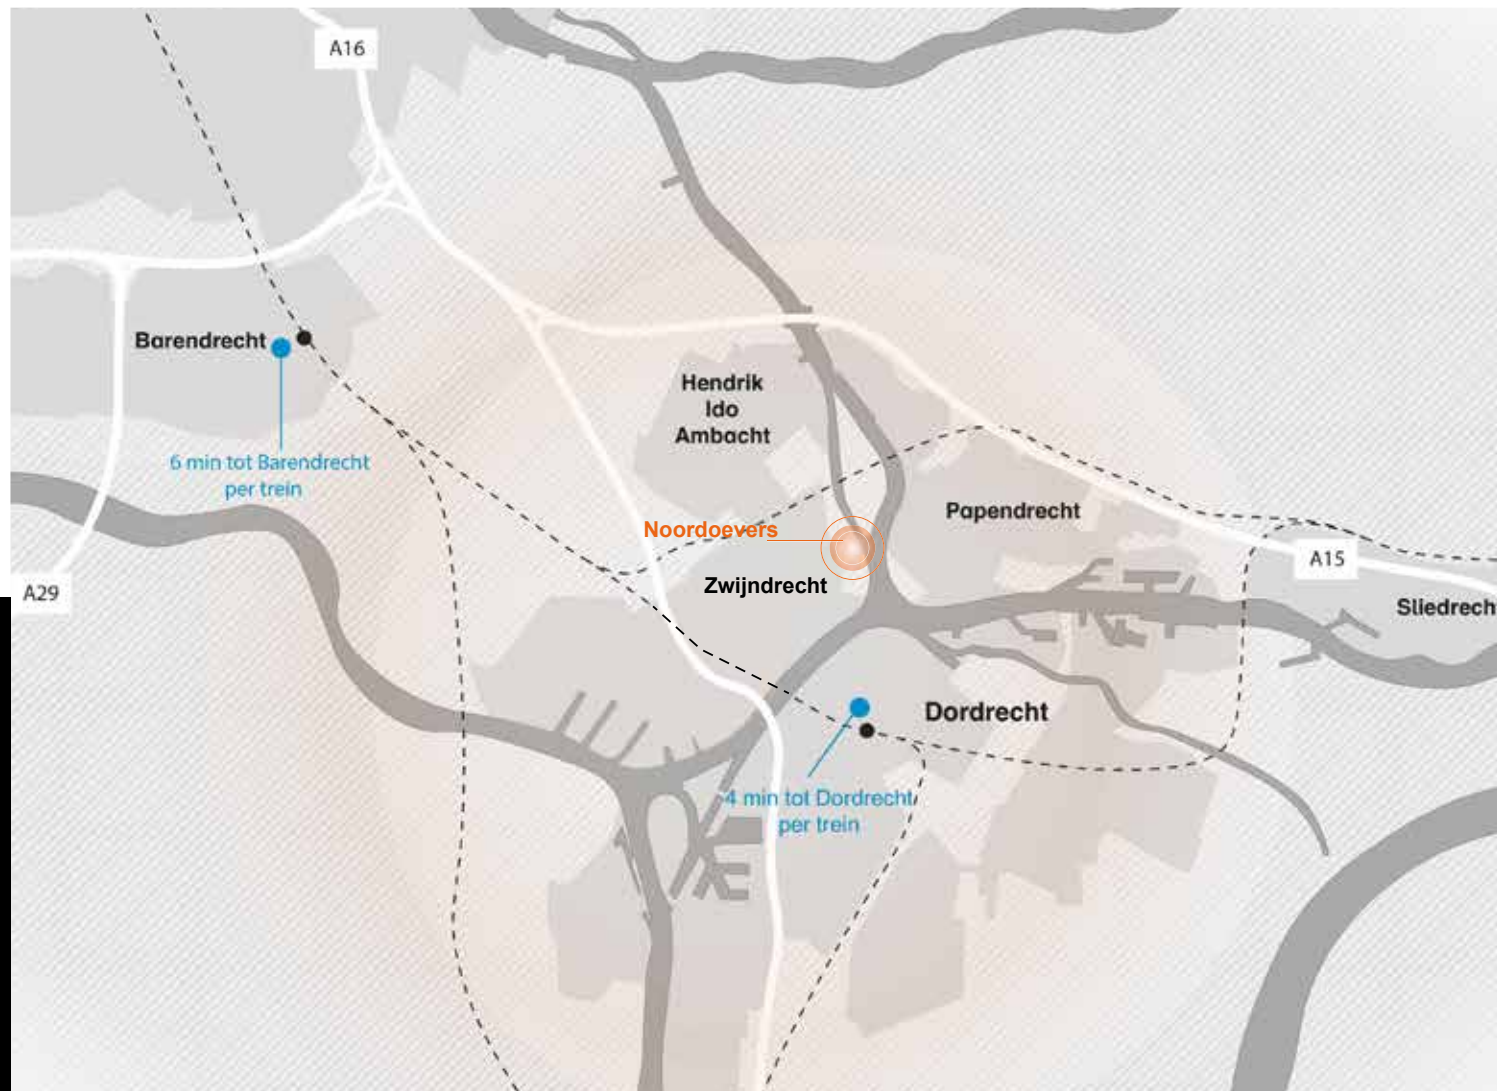 A16
Barendrecht
Hendrik
Ido
Ambacht
6 min tot Barendrecht
per trein
Papendrecht
Noordoevers
A15
Zwijndrecht
A29
Sliedrech
Dordrecht
4 min tot Dordrecht
per trein